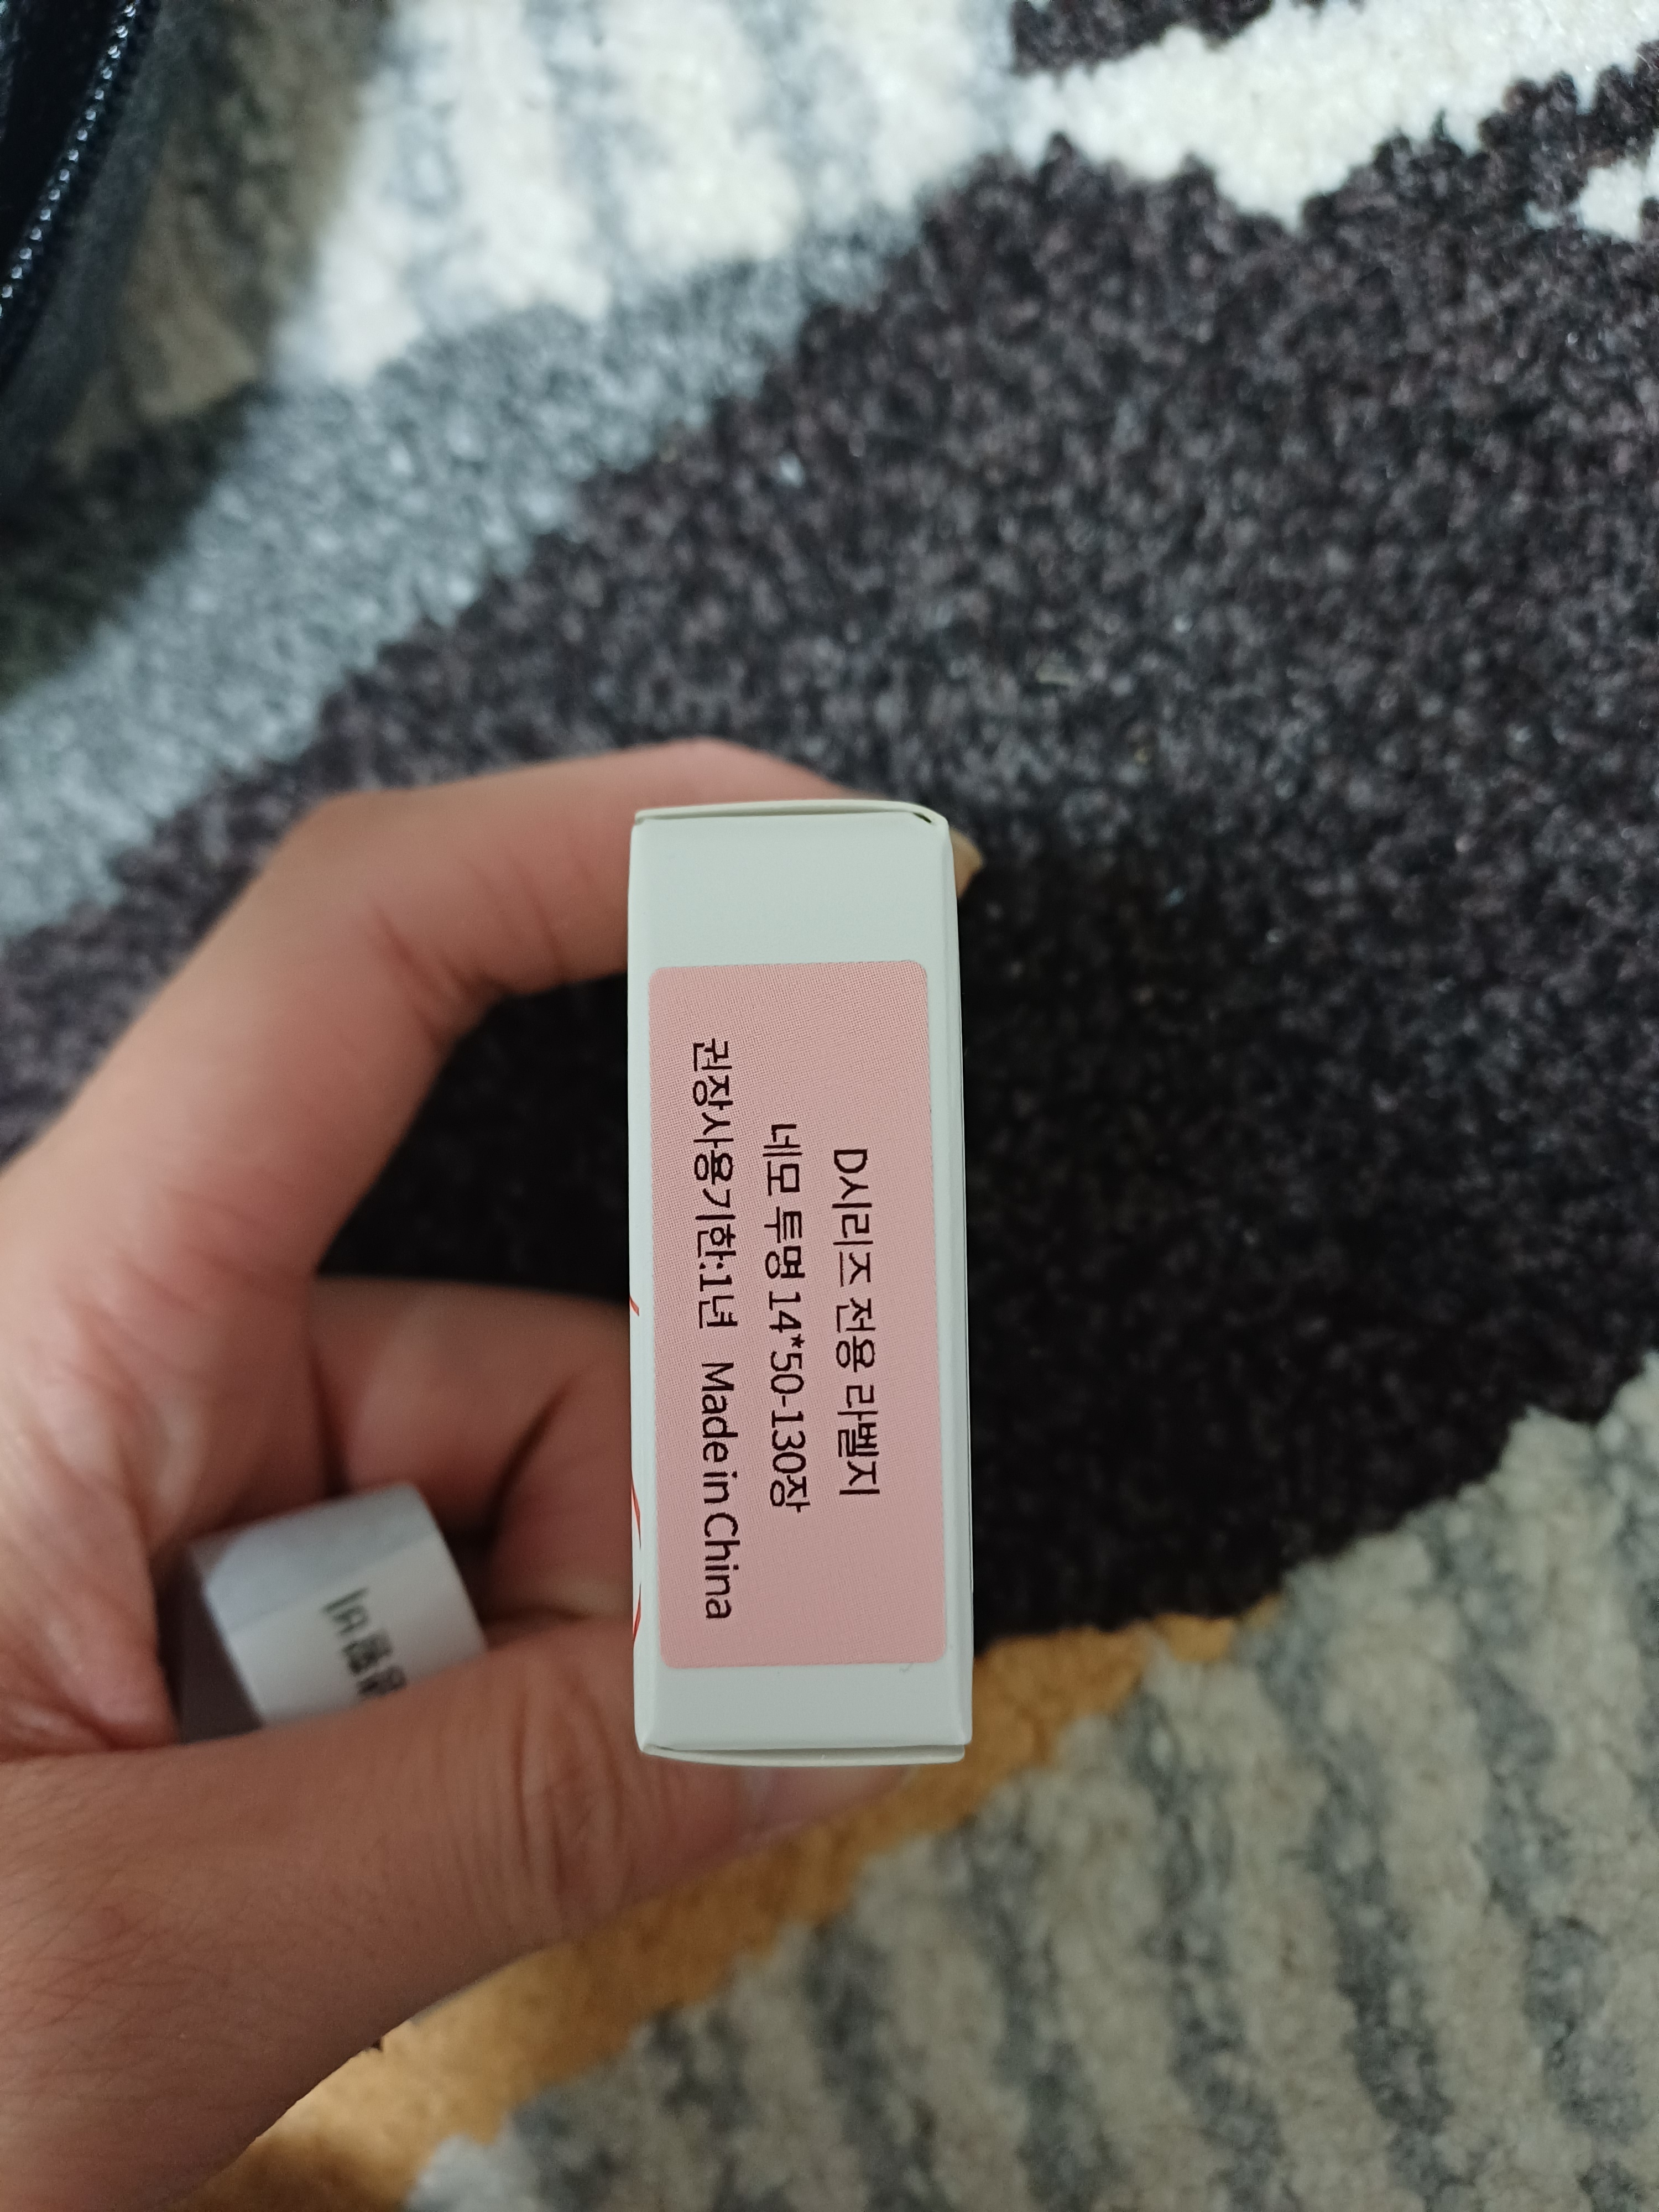 D시리즈 전용 라벨지
네모 투명 14*50-130장
권장사용기한:1년 Made in China